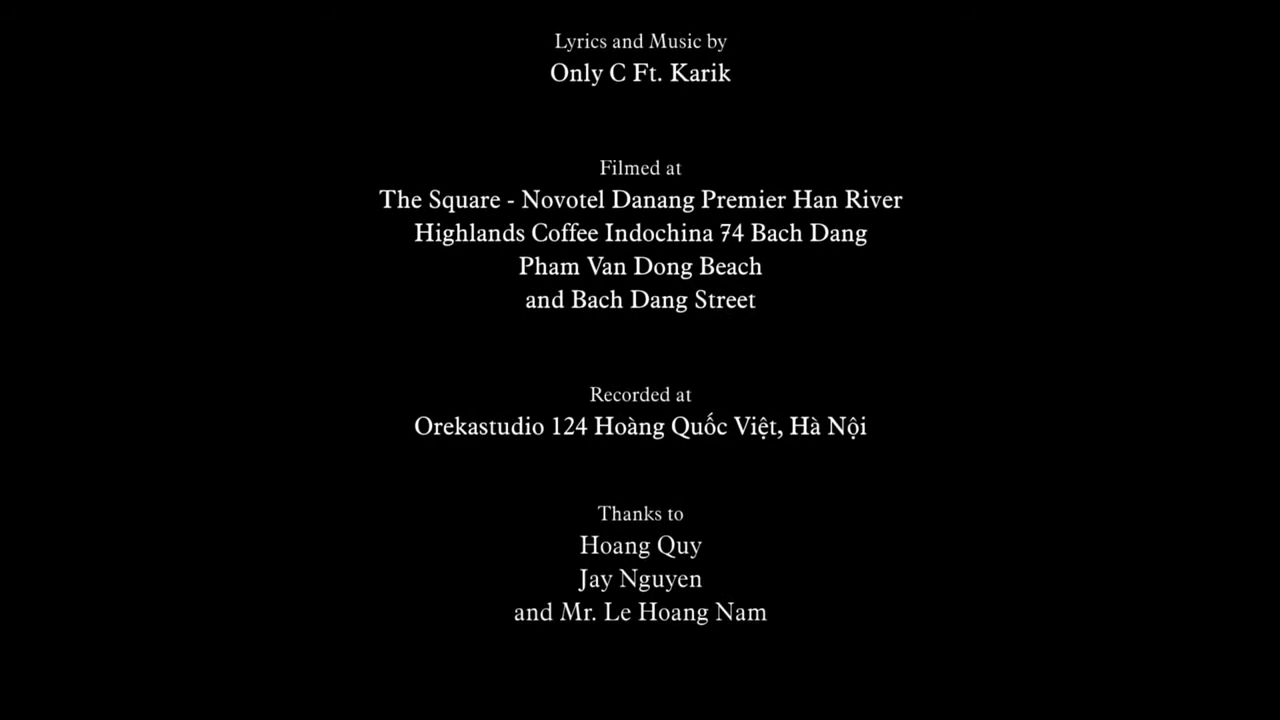 Lyrics and Music by
Only C Ft. Karik
Filmed at
The Square - Novotel Danang Premier Han River
Highlands Coffee Indochina 74 Bach Dang
Pham Van Dong Beach
and Bach Dang Street
Recorded at
Orekastudio 124 Hoàng Quốc Việt, Hà Nội
Thanks to
Hoang Quy
Jay Nguyen
and Mr. Le Hoang Nam